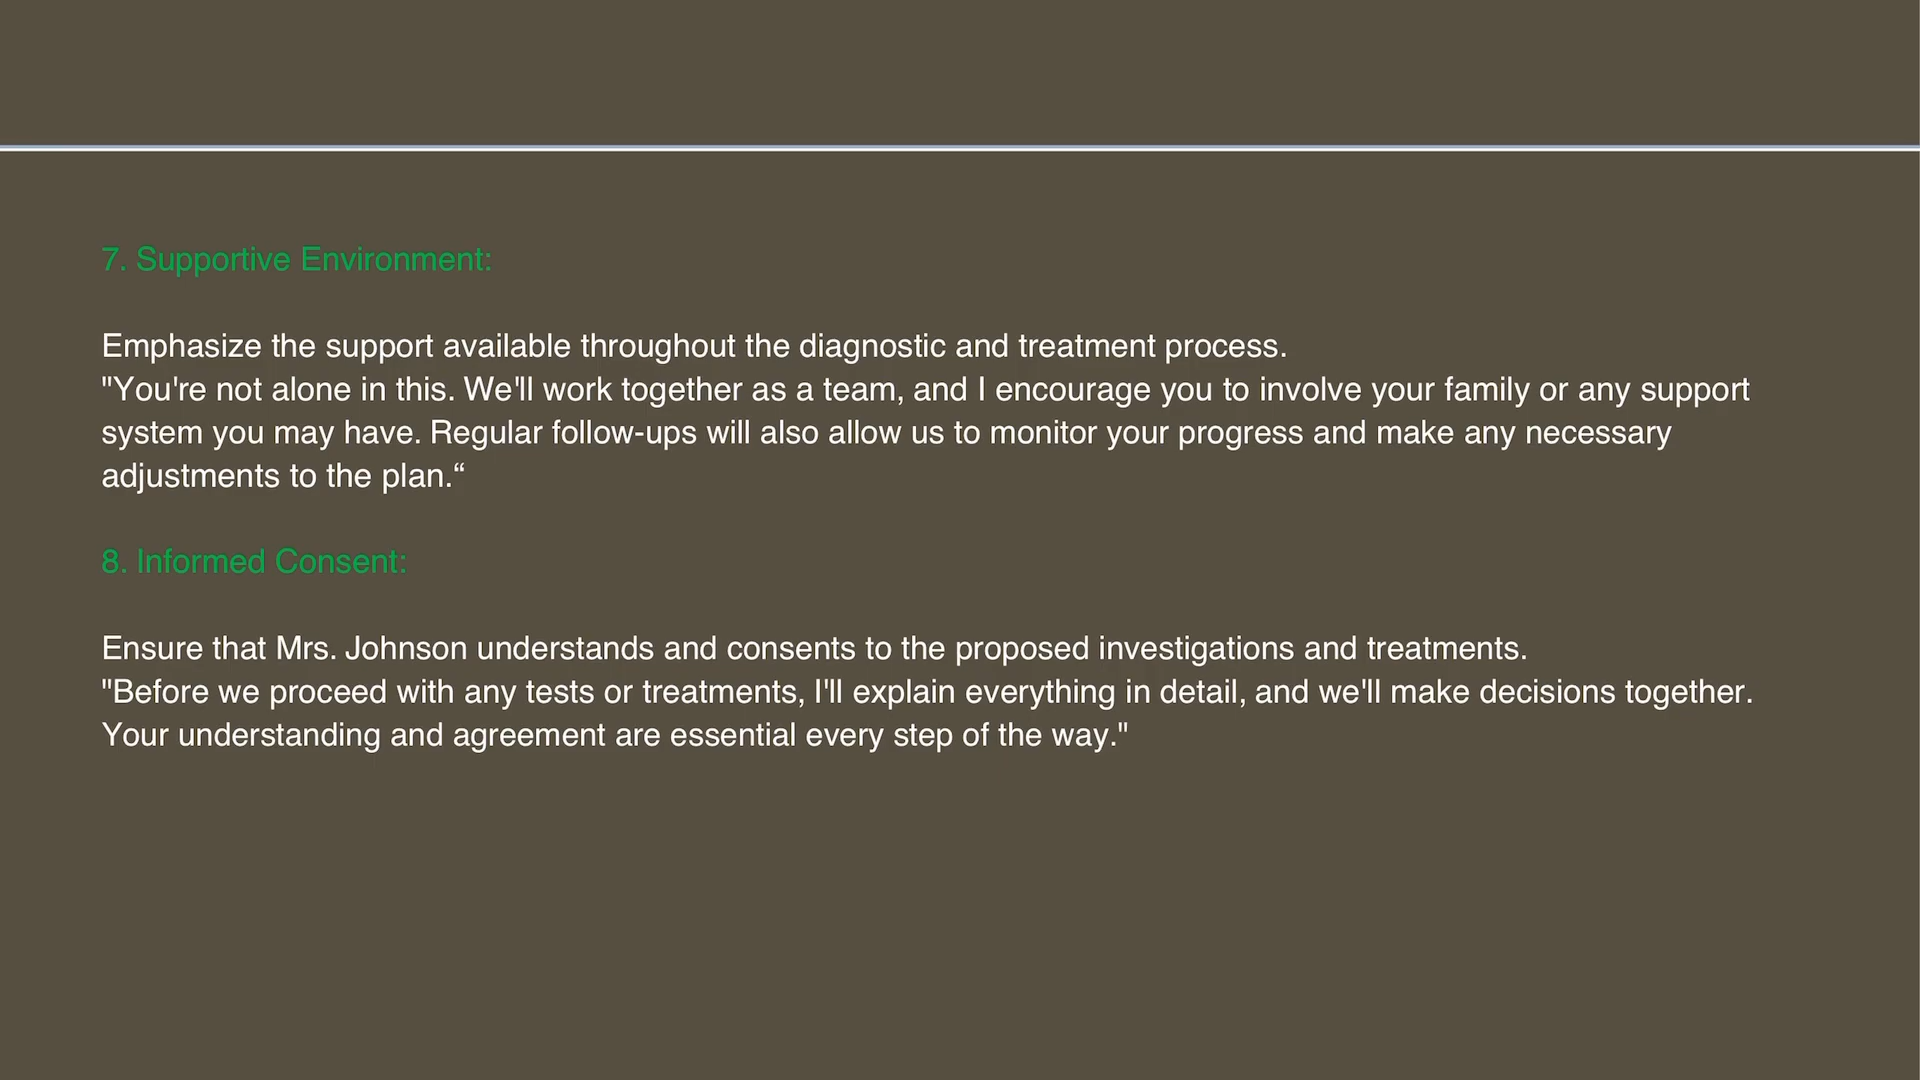 7. Supportive Environment:
Emphasize the support available throughout the diagnostic and treatment process.
"You're not alone in this. We'll work together as a team, and I encourage you to involve your family or any support
system you may have. Regular follow-ups will also allow us to monitor your progress and make any necessary
adjustments to the plan.“
8. Informed Consent:
Ensure that Mrs. Johnson understands and consents to the proposed investigations and treatments.
"Before we proceed with any tests or treatments, I'll explain everything in detail, and we'll make decisions together.
Your understanding and agreement are essential every step of the way."